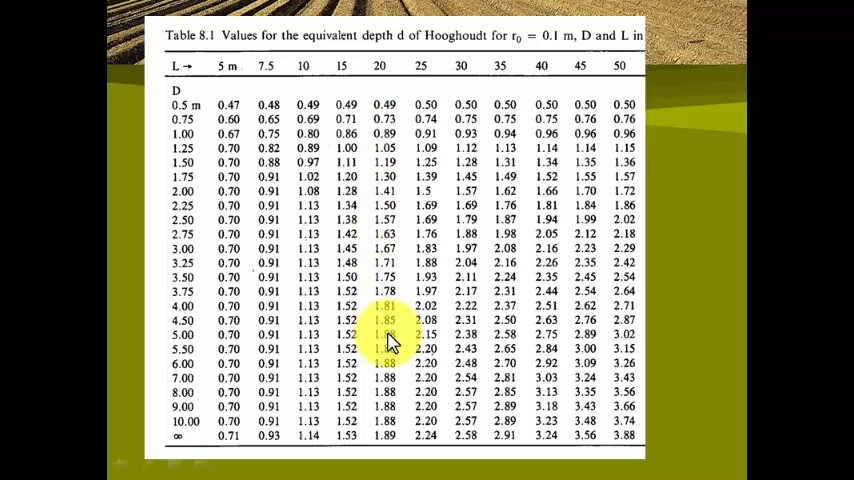 Table 8.1 Values for the equivalent depth d of Hooghoudt for r₀ = 0.1 m, D and L in
L → 5 m 7.5 10 15 20 25 30 35 40 45 50
D
0.5 m 0.47 0.48 0.49 0.49 0.49 0.50 0.50 0.50 0.50 0.50 0.50
0.75 0.60 0.65 0.69 0.71 0.73 0.74 0.75 0.75 0.75 0.76 0.76
1.00 0.67 0.75 0.80 0.86 0.89 0.91 0.93 0.94 0.96 0.96 0.96
1.25 0.70 0.82 0.89 1.00 1.05 1.09 1.12 1.13 1.14 1.14 1.15
1.50 0.70 0.88 0.97 1.11 1.19 1.25 1.28 1.31 1.34 1.35 1.36
1.75 0.70 0.91 1.02 1.20 1.30 1.39 1.45 1.49 1.52 1.55 1.57
2.00 0.70 0.91 1.08 1.28 1.41 1.5 1.57 1.62 1.66 1.70 1.72
2.25 0.70 0.91 1.13 1.34 1.50 1.69 1.69 1.76 1.81 1.84 1.86
2.50 0.70 0.91 1.13 1.38 1.57 1.69 1.79 1.87 1.94 1.99 2.02
2.75 0.70 0.91 1.13 1.42 1.63 1.76 1.88 1.98 2.05 2.12 2.18
3.00 0.70 0.91 1.13 1.45 1.67 1.83 1.97 2.08 2.16 2.23 2.29
3.25 0.70 0.91 1.13 1.48 1.71 1.88 2.04 2.16 2.26 2.35 2.42
3.50 0.70 0.91 1.13 1.50 1.75 1.93 2.11 2.24 2.35 2.45 2.54
3.75 0.70 0.91 1.13 1.52 1.78 1.97 2.17 2.31 2.44 2.54 2.64
4.00 0.70 0.91 1.13 1.52 1.81 2.02 2.22 2.37 2.51 2.62 2.71
4.50 0.70 0.91 1.13 1.52 1.85 2.08 2.31 2.50 2.63 2.76 2.87
5.00 0.70 0.91 1.13 1.52 2.15 2.38 2.58 2.75 2.89 3.02
5.50 0.70 0.91 1.13 1.52 2.20 2.43 2.65 2.84 3.00 3.15
6.00 0.70 0.91 1.13 1.52 1.88 2.20 2.48 2.70 2.92 3.09 3.26
7.00 0.70 0.91 1.13 1.52 1.88 2.20 2.54 2.81 3.03 3.24 3.43
8.00 0.70 0.91 1.13 1.52 1.88 2.20 2.57 2.85 3.13 3.35 3.56
9.00 0.70 0.91 1.13 1.52 1.88 2.20 2.57 2.89 3.18 3.43 3.66
10.00 0.70 0.91 1.13 1.52 1.88 2.20 2.57 2.89 3.23 3.48 3.74
∞ 0.71 0.93 1.14 1.53 1.89 2.24 2.58 2.91 3.24 3.56 3.88